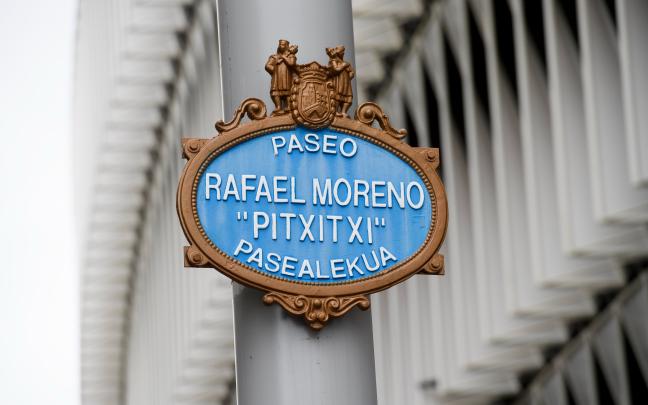 PASEO
RAFAEL MORENO
"PITXITXI"
PASEALEKUA